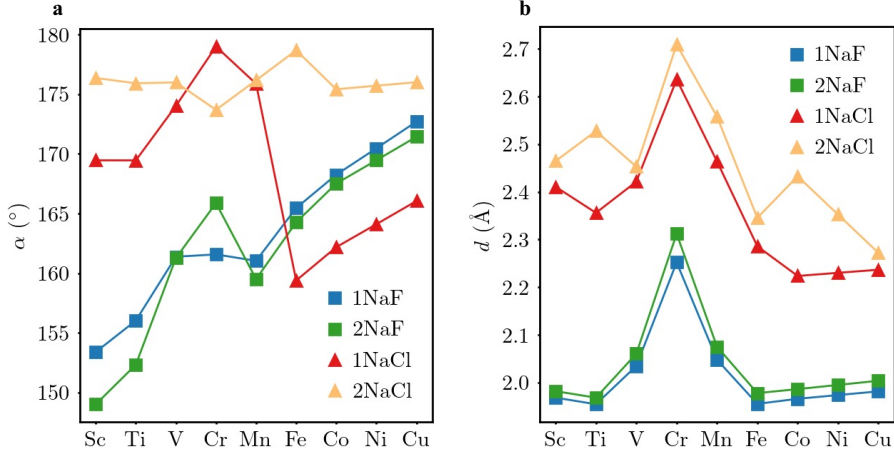 a
180
175
170
165
160
155
150
α (°)
1NaF
2NaF
1NaCl
2NaCl
Sc Ti V Cr Mn Fe Co Ni Cu
b
2.7
2.6
2.5
2.4
2.3
2.2
2.1
2.0
d (Å)
1NaF
2NaF
1NaCl
2NaCl
Sc Ti V Cr Mn Fe Co Ni Cu